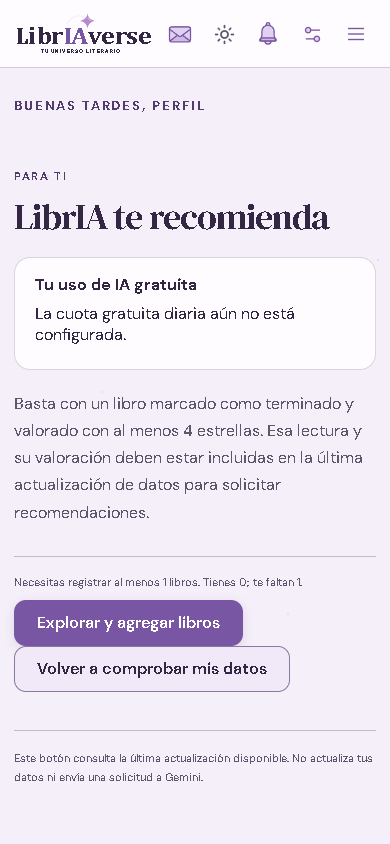 LibrIAverse
TU UNIVERSO LITERARIO
BUENAS TARDES, PERFIL
PARA TI
LibrIA te recomienda
Tu uso de IA gratuita
La cuota gratuita diaria aún no está
configurada.
Basta con un libro marcado como terminado y
valorado con al menos 4 estrellas. Esa lectura y
su valoración deben estar incluidas en la última
actualización de datos para solicitar
recomendaciones.
Necesitas registrar al menos 1 libros. Tienes 0; te faltan 1.
Explorar y agregar libros
Volver a comprobar mis datos
Este botón consulta la última actualización disponible. No actualiza tus
datos ni envía una solicitud a Gemini.